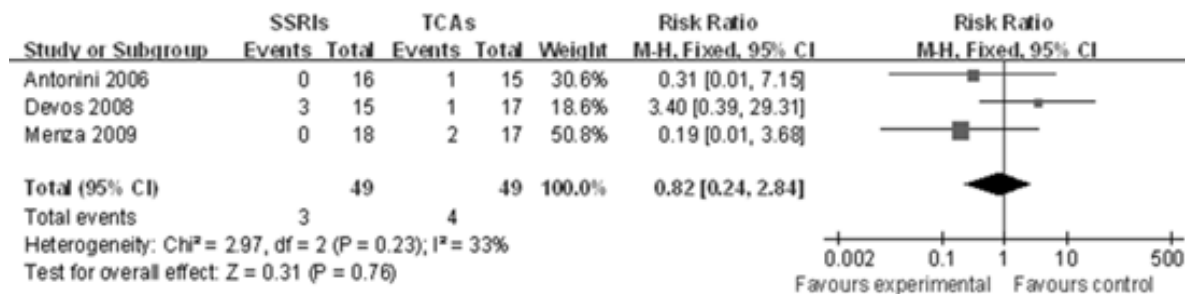 SSRIs TCAs Risk Ratio Risk Ratio
Study or Subgroup Events Total Events Total Weight M-H, Fixed, 95% CI M-H, Fixed, 95% CI
Antonini 2006 0 16 1 15 30.6% 0.31 [0.01, 7.15]
Devos 2008 3 15 1 17 18.6% 3.40 [0.39, 29.31]
Menza 2009 0 18 2 17 50.8% 0.19 [0.01, 3.68]
Total (95% CI) 49 49 100.0% 0.82 [0.24, 2.84]
Total events 3 4
Heterogeneity: Chi² = 2.97, df = 2 (P = 0.23); I² = 33%
Test for overall effect: Z = 0.31 (P = 0.76)
0.002 0.1 1 10 500
Favours experimental Favours control